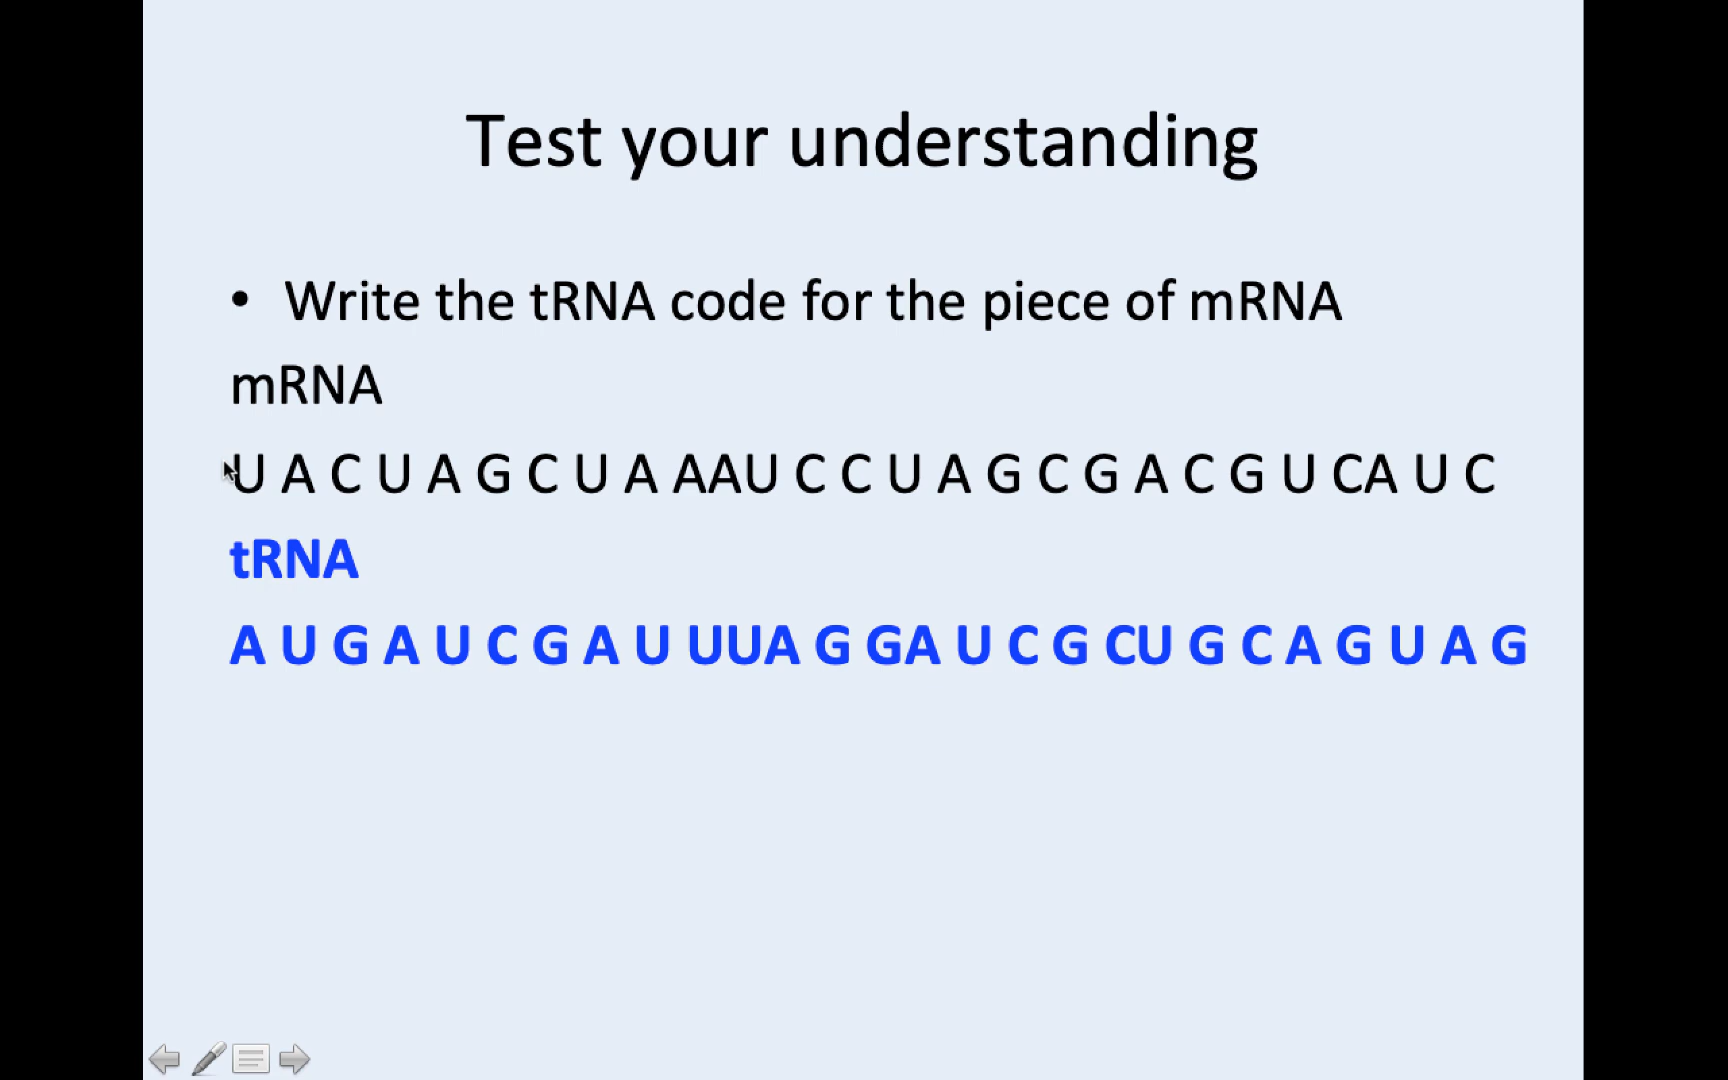 Test your understanding
• Write the tRNA code for the piece of mRNA
mRNA
U A C U A G C U A AAU C C U A G C G A C G U CA U C
tRNA
A U G A U C G A U UUA G GA U C G CU G C A G U A G